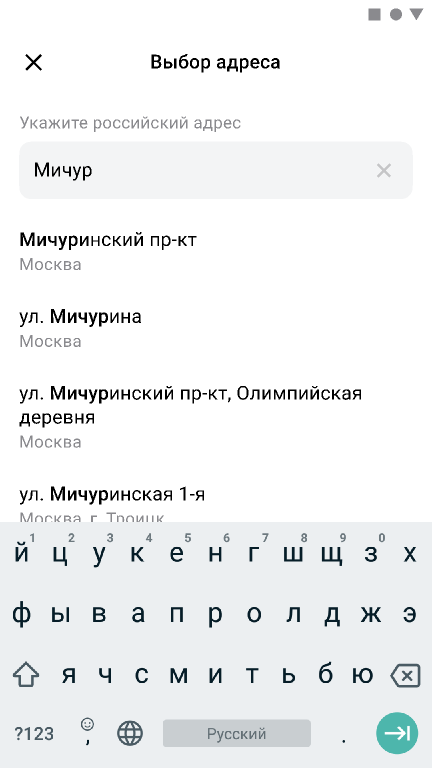 Выбор адреса
Укажите российский адрес
Мичур
Мичуринский пр-кт
Москва
ул. Мичурина
Москва
ул. Мичуринский пр-кт, Олимпийская
деревня
Москва
ул. Мичуринская 1-я
Москва, г. Троицк
1 2 3 4 5 6 7 8 9 0
й ц у к е н г ш щ з х
ф ы в а п р о л д ж э
я ч с м и т ь б ю
?123 , Русский .